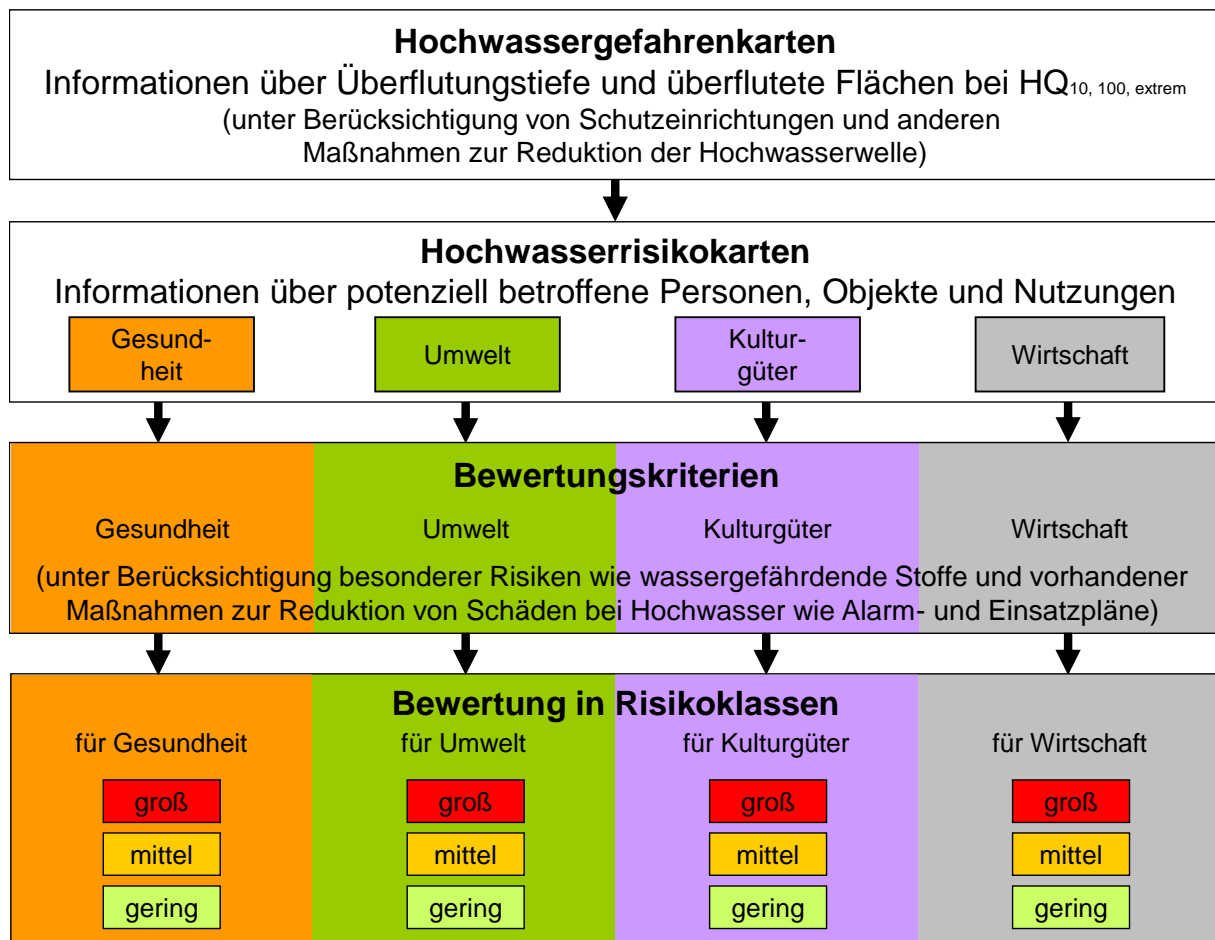 Hochwassergefahrenkarten
Informationen über Überflutungstiefe und überflutete Flächen bei HQ10, 100, extrem
(unter Berücksichtigung von Schutzeinrichtungen und anderen
Maßnahmen zur Reduktion der Hochwasserwelle)
Hochwasserrisikokarten
Informationen über potenziell betroffene Personen, Objekte und Nutzungen
Gesund-
heit
Umwelt
Kultur-
güter
Wirtschaft
Bewertungskriterien
Gesundheit Umwelt Kulturgüter Wirtschaft
(unter Berücksichtigung besonderer Risiken wie wassergefährdende Stoffe und vorhandener
Maßnahmen zur Reduktion von Schäden bei Hochwasser wie Alarm- und Einsatzpläne)
Bewertung in Risikoklassen
für Gesundheit für Umwelt für Kulturgüter für Wirtschaft
groß groß groß groß
mittel mittel mittel mittel
gering gering gering gering